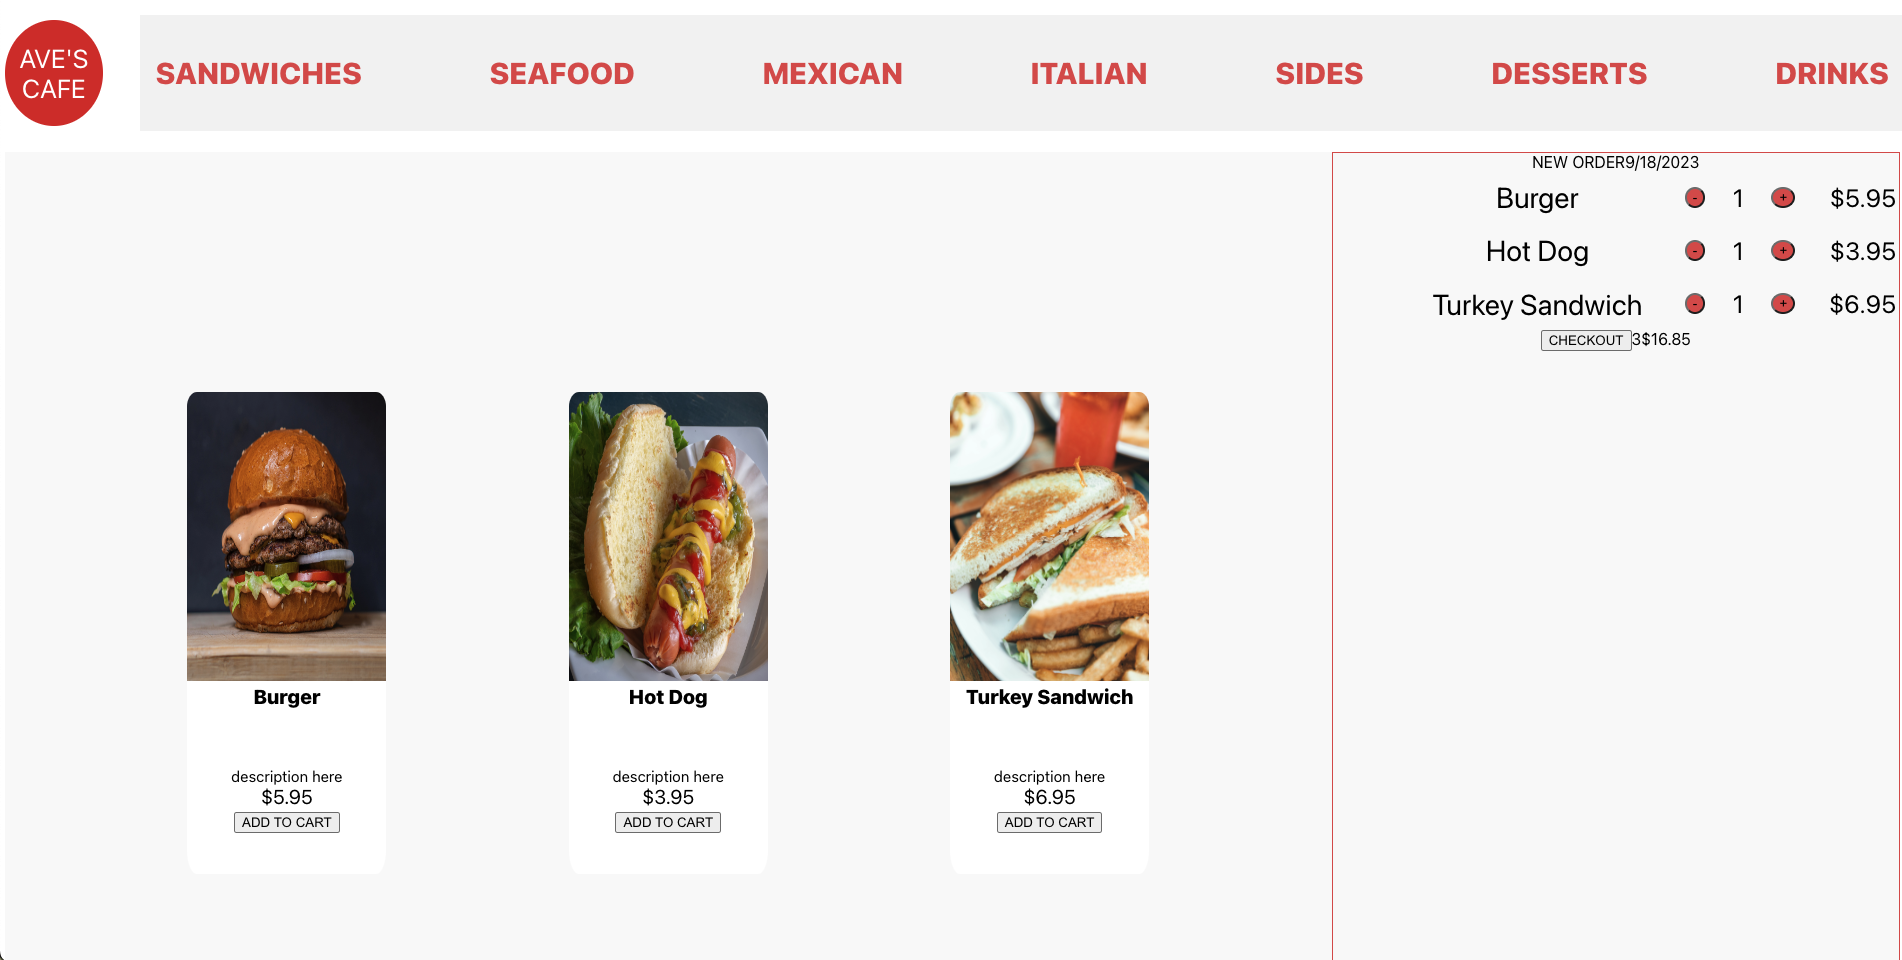 AVE'S
CAFE
SANDWICHES SEAFOOD MEXICAN ITALIAN SIDES DESSERTS DRINKS
NEW ORDER9/18/2023
Burger - 1 + $5.95
Hot Dog - 1 + $3.95
Turkey Sandwich - 1 + $6.95
CHECKOUT 3$16.85
Burger
description here
$5.95
ADD TO CART
Hot Dog
description here
$3.95
ADD TO CART
Turkey Sandwich
description here
$6.95
ADD TO CART